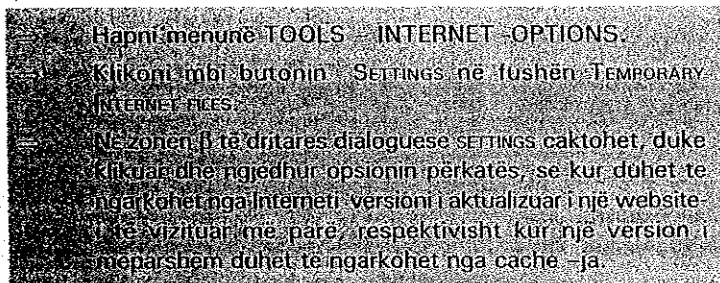 – Hapni menunë TOOLS – INTERNET -OPTIONS.
– Klikoni mbi butonin SETTINGS në fushën TEMPORARY
INTERNET FILES.
– Në zonën β të dritares dialoguese SETTINGS caktohet, duke
klikuar dhe ngjedhur opsionin përkatës, se kur duhet të
ngarkohet nga Interneti versioni i aktualizuar i një website-
i të vizituar më parë, respektivisht kur një version i
mëparshëm duhet të ngarkohet nga cache –ja.